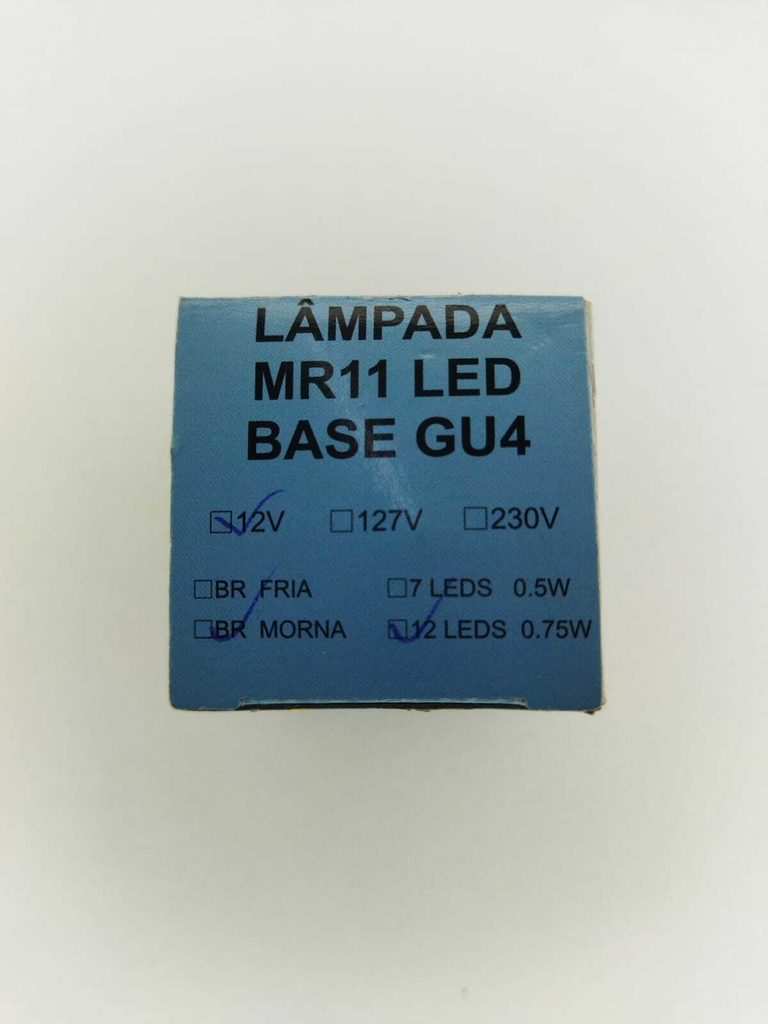 LÂMPADA
MR11 LED
BASE GU4
☑12V ☐127V ☐230V
☐BR FRIA ☐7 LEDS 0.5W
☑BR MORNA ☑12 LEDS 0.75W